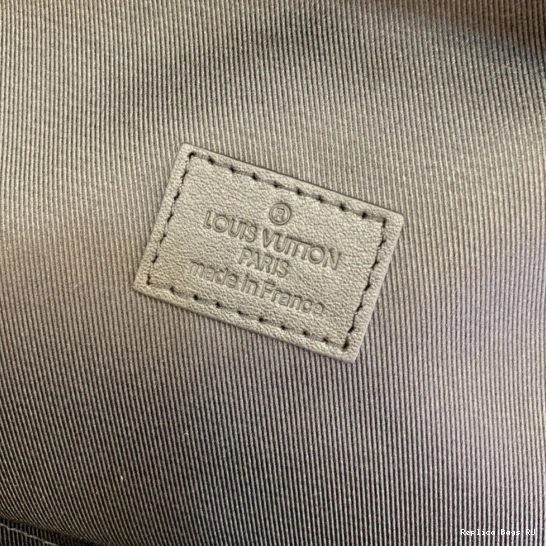 ®
LOUIS VUITTON
PARIS
made in France
Replica Bags RU